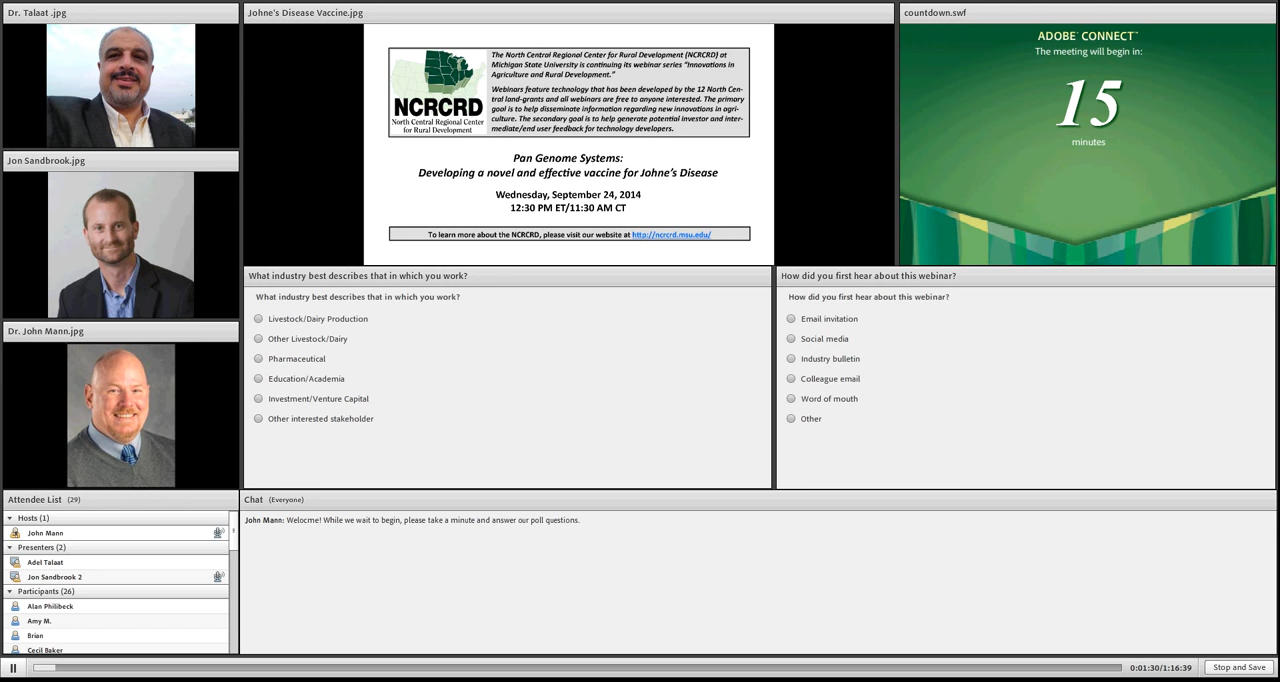 Dr. Talaat .jpg
Jon Sandbrook.jpg
Dr. John Mann.jpg
Johne's Disease Vaccine.jpg
NCRCRD
North Central Regional Center
for Rural Development
The North Central Regional Center for Rural Development (NCRCRD) at
Michigan State University is continuing its webinar series "Innovations in
Agriculture and Rural Development."
Webinars feature technology that has been developed by the 12 North Cen-
tral land-grants and all webinars are free to anyone interested. The primary
goal is to help disseminate information regarding new innovations in agri-
culture. The secondary goal is to help generate potential investor and inter-
mediate/end user feedback for technology developers.
Pan Genome Systems:
Developing a novel and effective vaccine for Johne's Disease
Wednesday, September 24, 2014
12:30 PM ET/11:30 AM CT
To learn more about the NCRCRD, please visit our website at http://ncrcrd.msu.edu/
countdown.swf
ADOBE® CONNECT™
The meeting will begin in:
15
minutes
What industry best describes that in which you work?
What industry best describes that in which you work?
Livestock/Dairy Production
Other Livestock/Dairy
Pharmaceutical
Education/Academia
Investment/Venture Capital
Other interested stakeholder
How did you first hear about this webinar?
How did you first hear about this webinar?
Email invitation
Social media
Industry bulletin
Colleague email
Word of mouth
Other
Attendee List (29)
Hosts (1)
John Mann
Presenters (2)
Adel Talaat
Jon Sandbrook 2
Participants (26)
Alan Philibeck
Amy M.
Brian
Cecil Baker
Chat (Everyone)
John Mann: Welocme! While we wait to begin, please take a minute and answer our poll questions.
0:01:30/1:16:39
Stop and Save